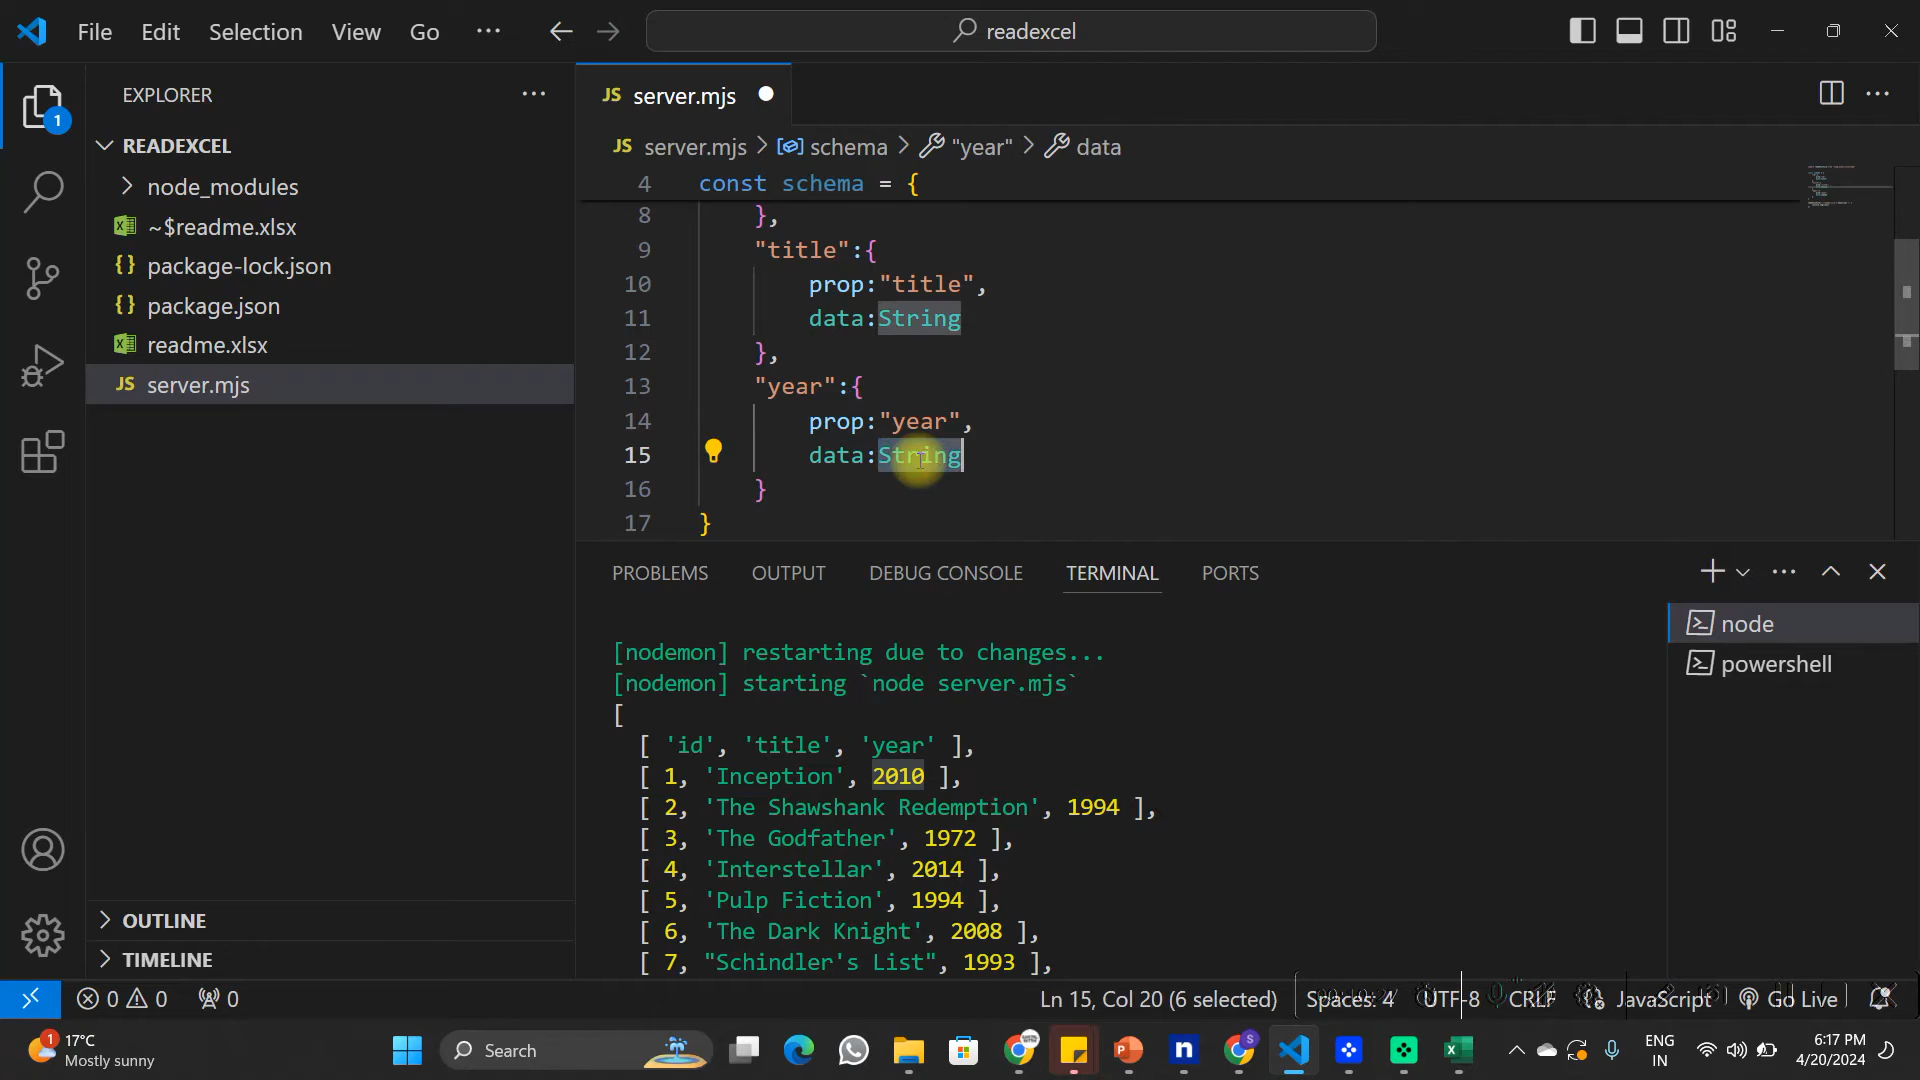 File Edit Selection View Go ··· readexcel
EXPLORER ···
1
READEXCEL
node_modules
~$readme.xlsx
{} package-lock.json
{} package.json
readme.xlsx
JS server.mjs
OUTLINE
TIMELINE
JS server.mjs
JS server.mjs > schema > "year" > data
4 const schema = {
8 },
9 "title":{
10 prop:"title",
11 data:String
12 },
13 "year":{
14 prop:"year",
15 data:String
16 }
17 }
PROBLEMS OUTPUT DEBUG CONSOLE TERMINAL PORTS
node
powershell
[nodemon] restarting due to changes...
[nodemon] starting `node server.mjs`
[
[ 'id', 'title', 'year' ],
[ 1, 'Inception', 2010 ],
[ 2, 'The Shawshank Redemption', 1994 ],
[ 3, 'The Godfather', 1972 ],
[ 4, 'Interstellar', 2014 ],
[ 5, 'Pulp Fiction', 1994 ],
[ 6, 'The Dark Knight', 2008 ],
[ 7, "Schindler's List", 1993 ],
0 0 0 Ln 15, Col 20 (6 selected) Spaces: 4 UTF-8 CRLF JavaScript Go Live
1
17°C
Mostly sunny
Search
ENG
IN
6:17 PM
4/20/2024